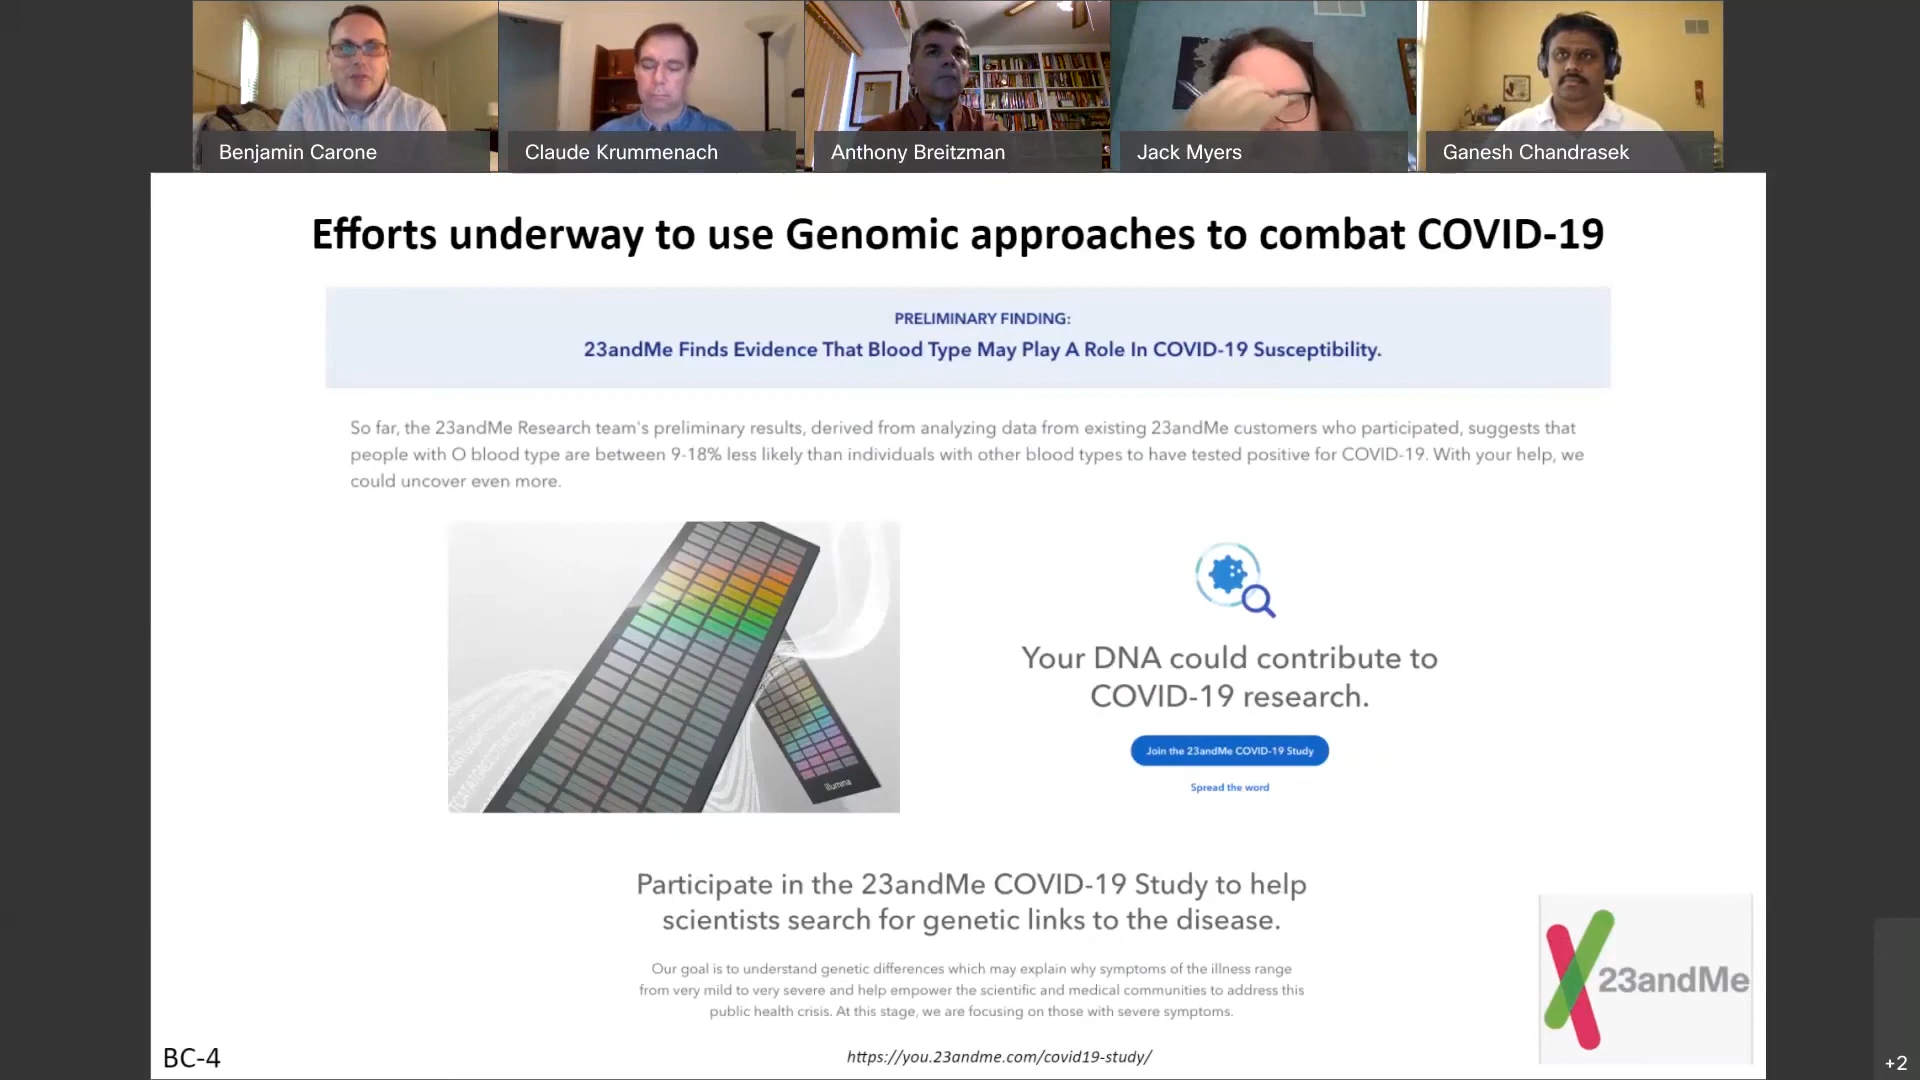 Benjamin Carone
Claude Krummenach
Anthony Breitzman
Jack Myers
Ganesh Chandrasek
Efforts underway to use Genomic approaches to combat COVID-19
PRELIMINARY FINDING:
23andMe Finds Evidence That Blood Type May Play A Role In COVID-19 Susceptibility.
So far, the 23andMe Research team's preliminary results, derived from analyzing data from existing 23andMe customers who participated, suggests that
people with O blood type are between 9-18% less likely than individuals with other blood types to have tested positive for COVID-19. With your help, we
could uncover even more.
illumina
Your DNA could contribute to
COVID-19 research.
Join the 23andMe COVID-19 Study
Spread the word
Participate in the 23andMe COVID-19 Study to help
scientists search for genetic links to the disease.
Our goal is to understand genetic differences which may explain why symptoms of the illness range
from very mild to very severe and help empower the scientific and medical communities to address this
public health crisis. At this stage, we are focusing on those with severe symptoms.
23andMe
BC-4
https://you.23andme.com/covid19-study/
+2